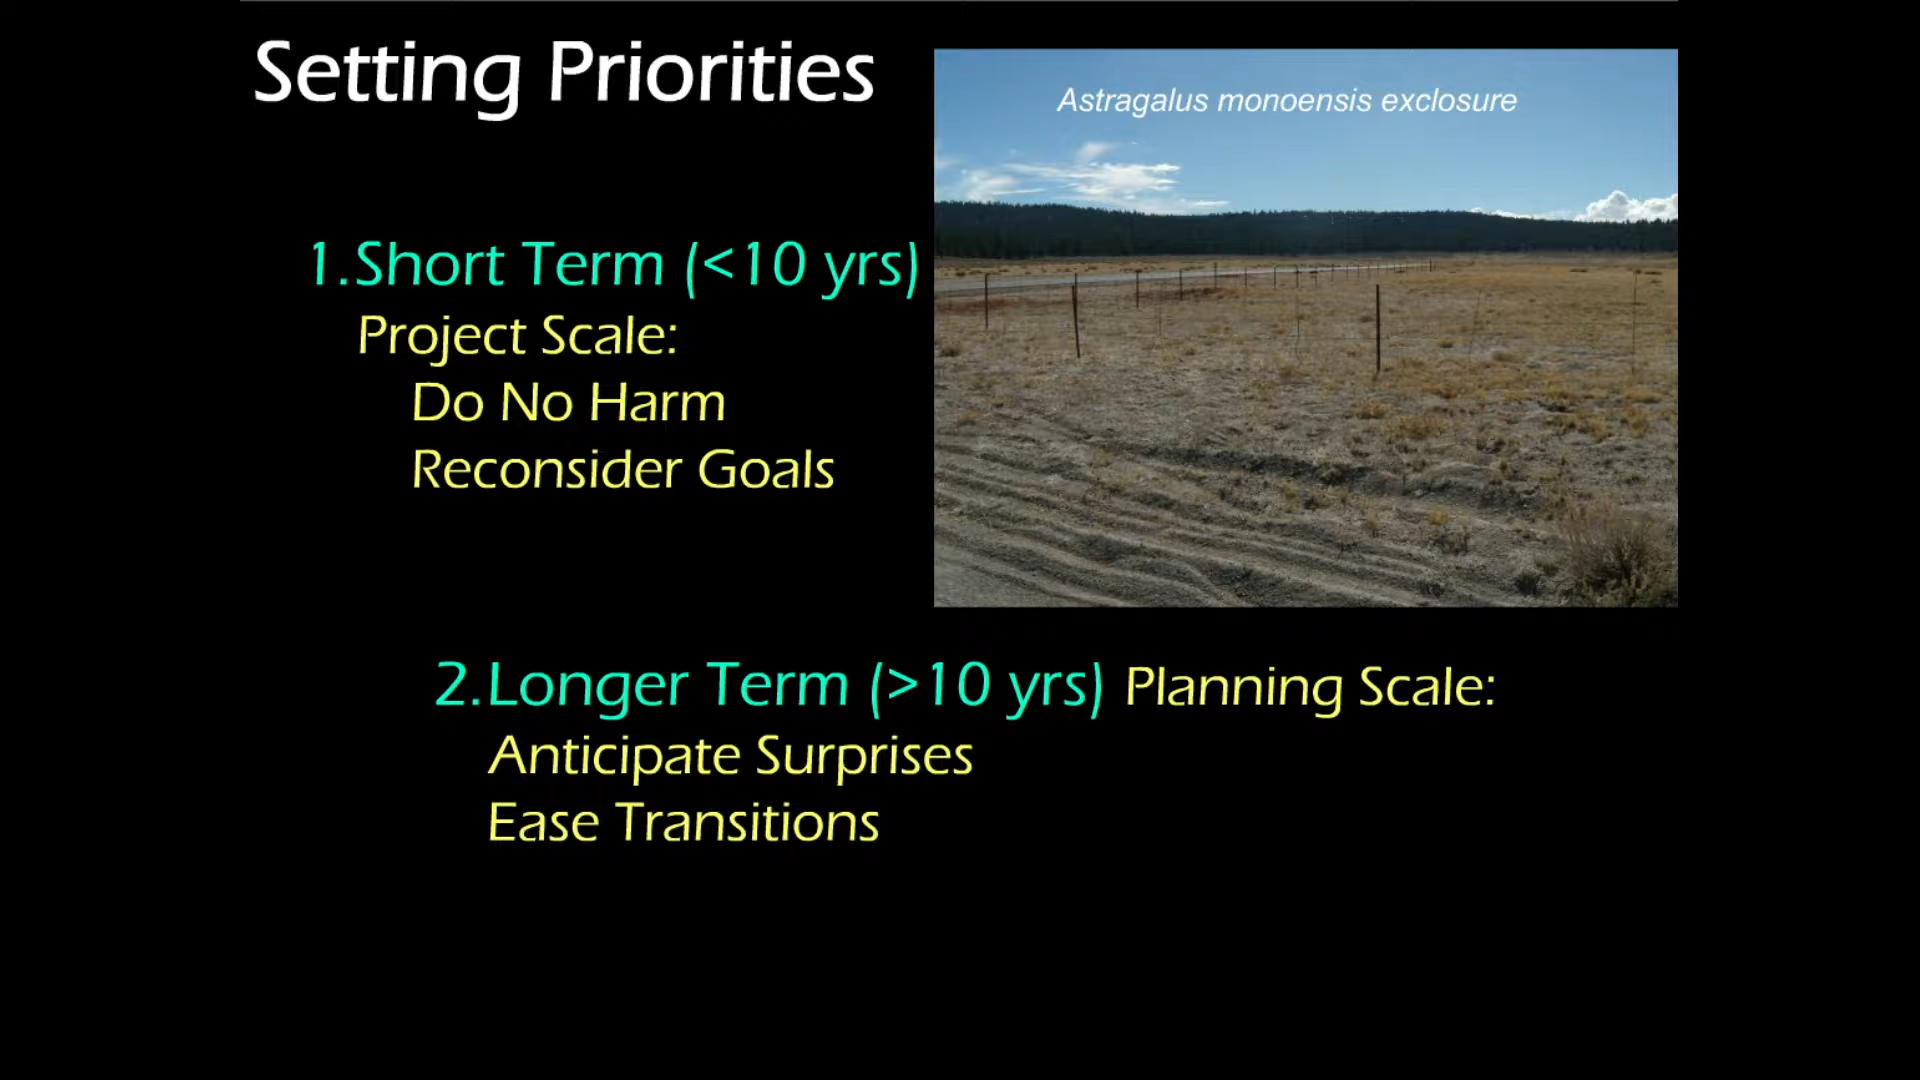 Setting Priorities
Astragalus monoensis exclosure
1. Short Term (<10 yrs)
Project Scale:
Do No Harm
Reconsider Goals
2. Longer Term (>10 yrs) Planning Scale:
Anticipate Surprises
Ease Transitions